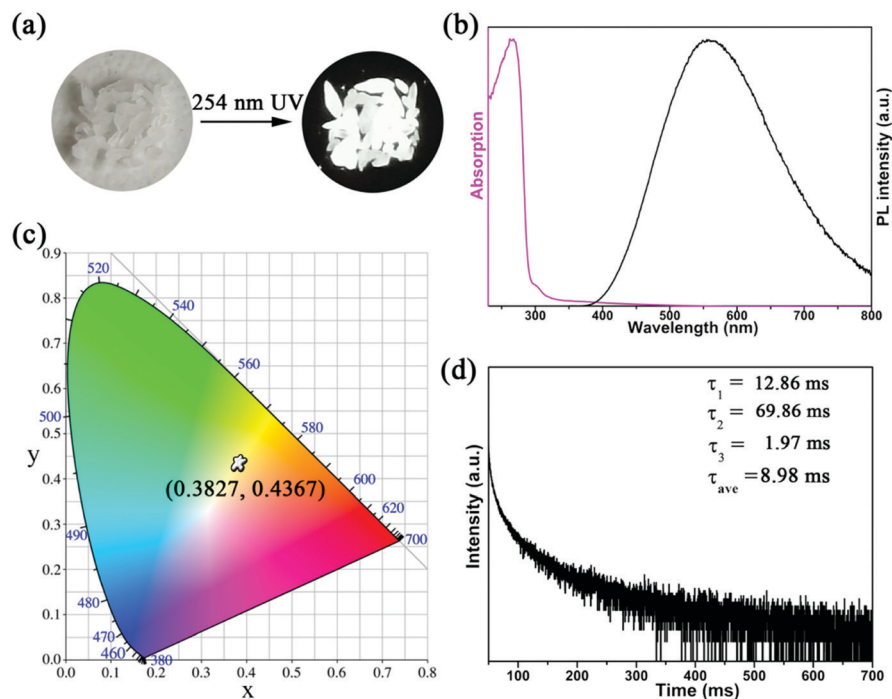 (a)
254 nm UV
(b)
Absorption
PL intensity (a.u.)
300 400 500 600 700 800
Wavelength (nm)
(c)
0.9
0.8
0.7
0.6
0.5
0.4
0.3
0.2
0.1
0.0
y
520
540
560
580
600
620
700
500
490
480
470
460
380
(0.3827, 0.4367)
0.0 0.1 0.2 0.3 0.4 0.5 0.6 0.7 0.8
x
(d)
τ1 = 12.86 ms
τ2 = 69.86 ms
τ3 = 1.97 ms
τave =8.98 ms
Intensity (a.u.)
100 200 300 400 500 600 700
Time (ms)